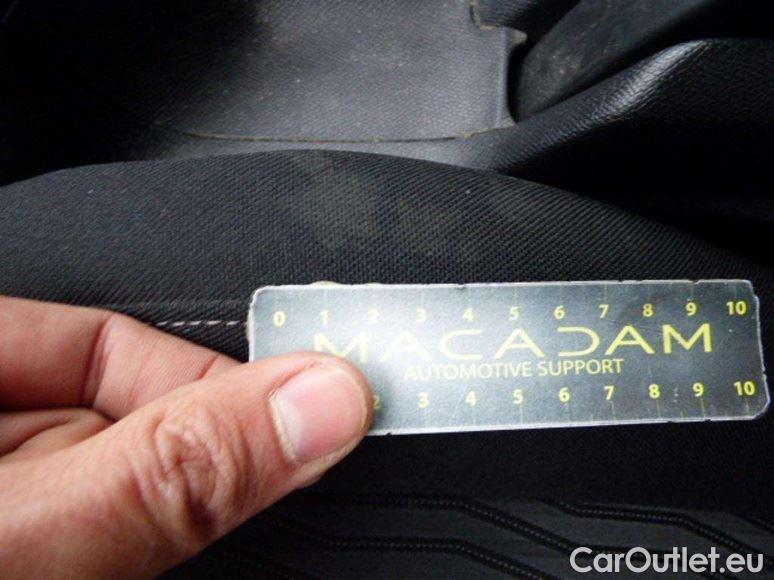 0 1 2 3 4 5 6 7 8 9 10
MACADAM
AUTOMOTIVE SUPPORT
2 3 4 5 6 7 8 9 10
CarOutlet.eu